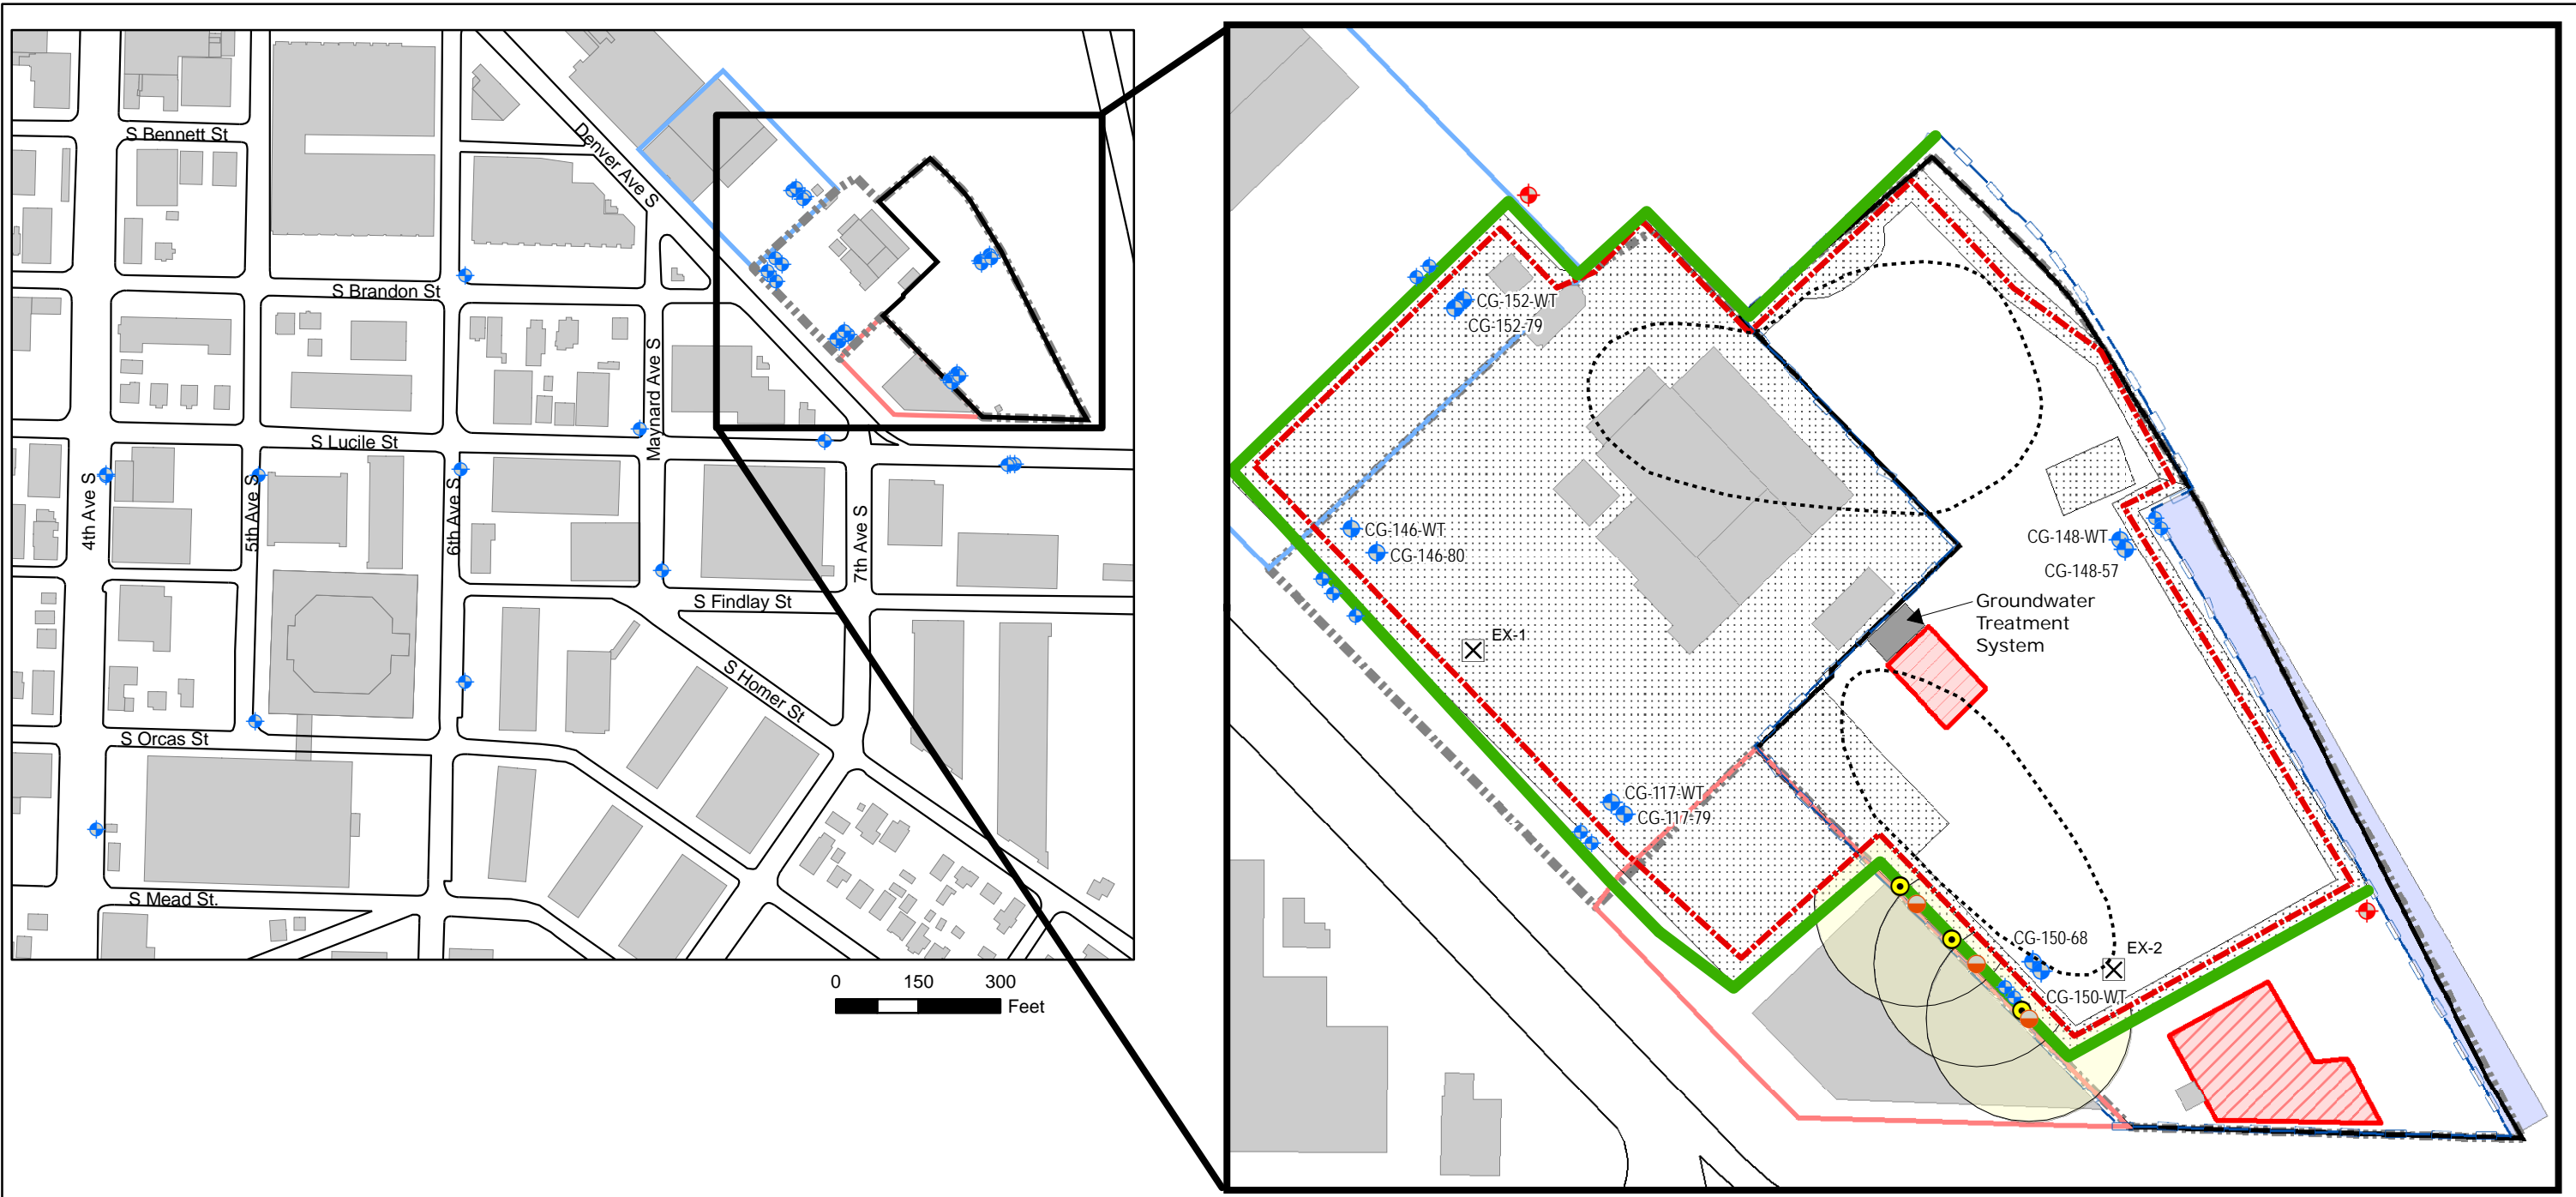 S Bennett St
Denver Ave S
S Brandon St
Maynard Ave S
S Lucile St
4th Ave S
5th Ave S
6th Ave S
7th Ave S
S Findlay St
S Homer St
S Orcas St
S Mead St.
0 150 300
Feet
CG-152-WT
CG-152-79
CG-146-WT
CG-146-80
CG-148-WT
CG-148-57
Groundwater
Treatment
System
EX-1
CG-117-WT
CG-117-79
CG-150-68
EX-2
CG-150-WT